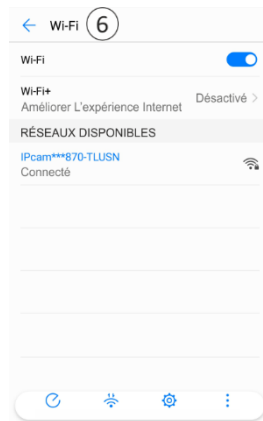 Wi-Fi 6
Wi-Fi
Wi-Fi+
Améliorer L'expérience Internet Désactivé
RÉSEAUX DISPONIBLES
IPcam***870-TLUSN
Connecté